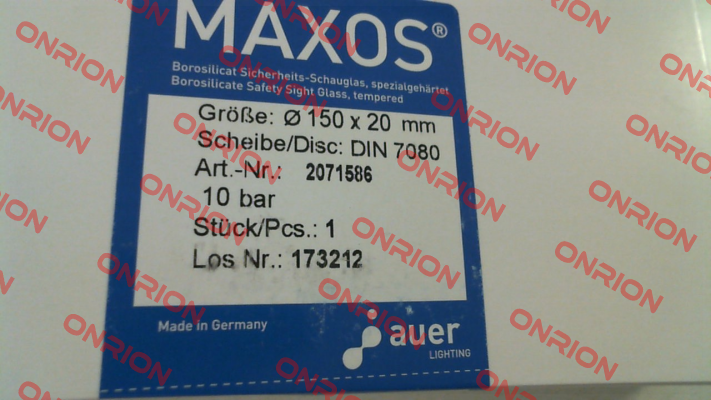 MAXOS®
Borosilicat Sicherheits-Schauglas, spezialgehärtet
Borosilicate Safety Sight Glass, tempered
Größe: Ø 150 x 20 mm
Scheibe/Disc: DIN 7080
Art.-Nr.: 2071586
10 bar
Stück/Pcs.: 1
Los Nr.: 173212
Made in Germany
auer
LIGHTING
ONRION